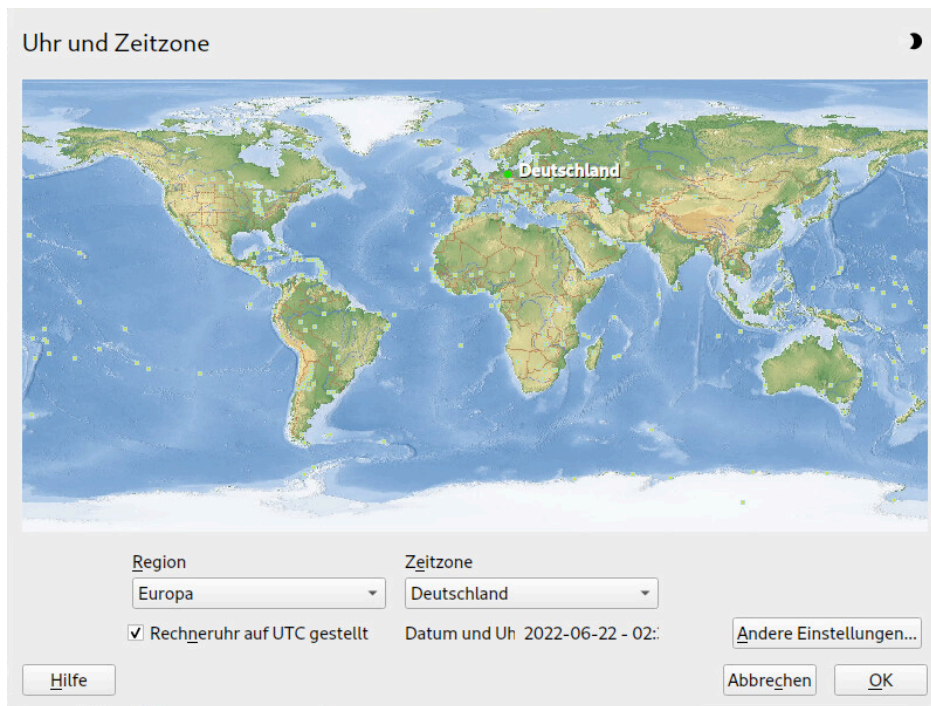 Uhr und Zeitzone
Deutschland
Region
Zeitzone
Europa
Deutschland
Rechneruhr auf UTC gestellt
Datum und Uh 2022-06-22 - 02:
Andere Einstellungen...
Hilfe
Abbrechen
OK